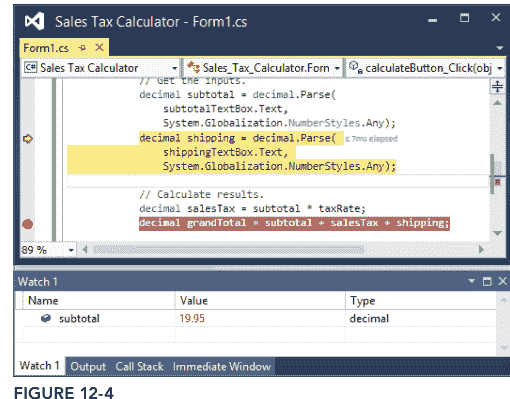 Sales Tax Calculator - Form1.cs
Form1.cs
C# Sales Tax Calculator Sales_Tax_Calculator.Forn calculateButton_Click(obj
// Get the inputs.
decimal subtotal = decimal.Parse(
subtotalTextBox.Text,
System.Globalization.NumberStyles.Any);
decimal shipping = decimal.Parse( ≤ 7ms elapsed
shippingTextBox.Text,
System.Globalization.NumberStyles.Any);
// Calculate results.
decimal salesTax = subtotal * taxRate;
decimal grandTotal = subtotal + salesTax + shipping;
89 %
Watch 1
Name Value Type
subtotal 19.95 decimal
Watch 1 Output Call Stack Immediate Window
FIGURE 12-4